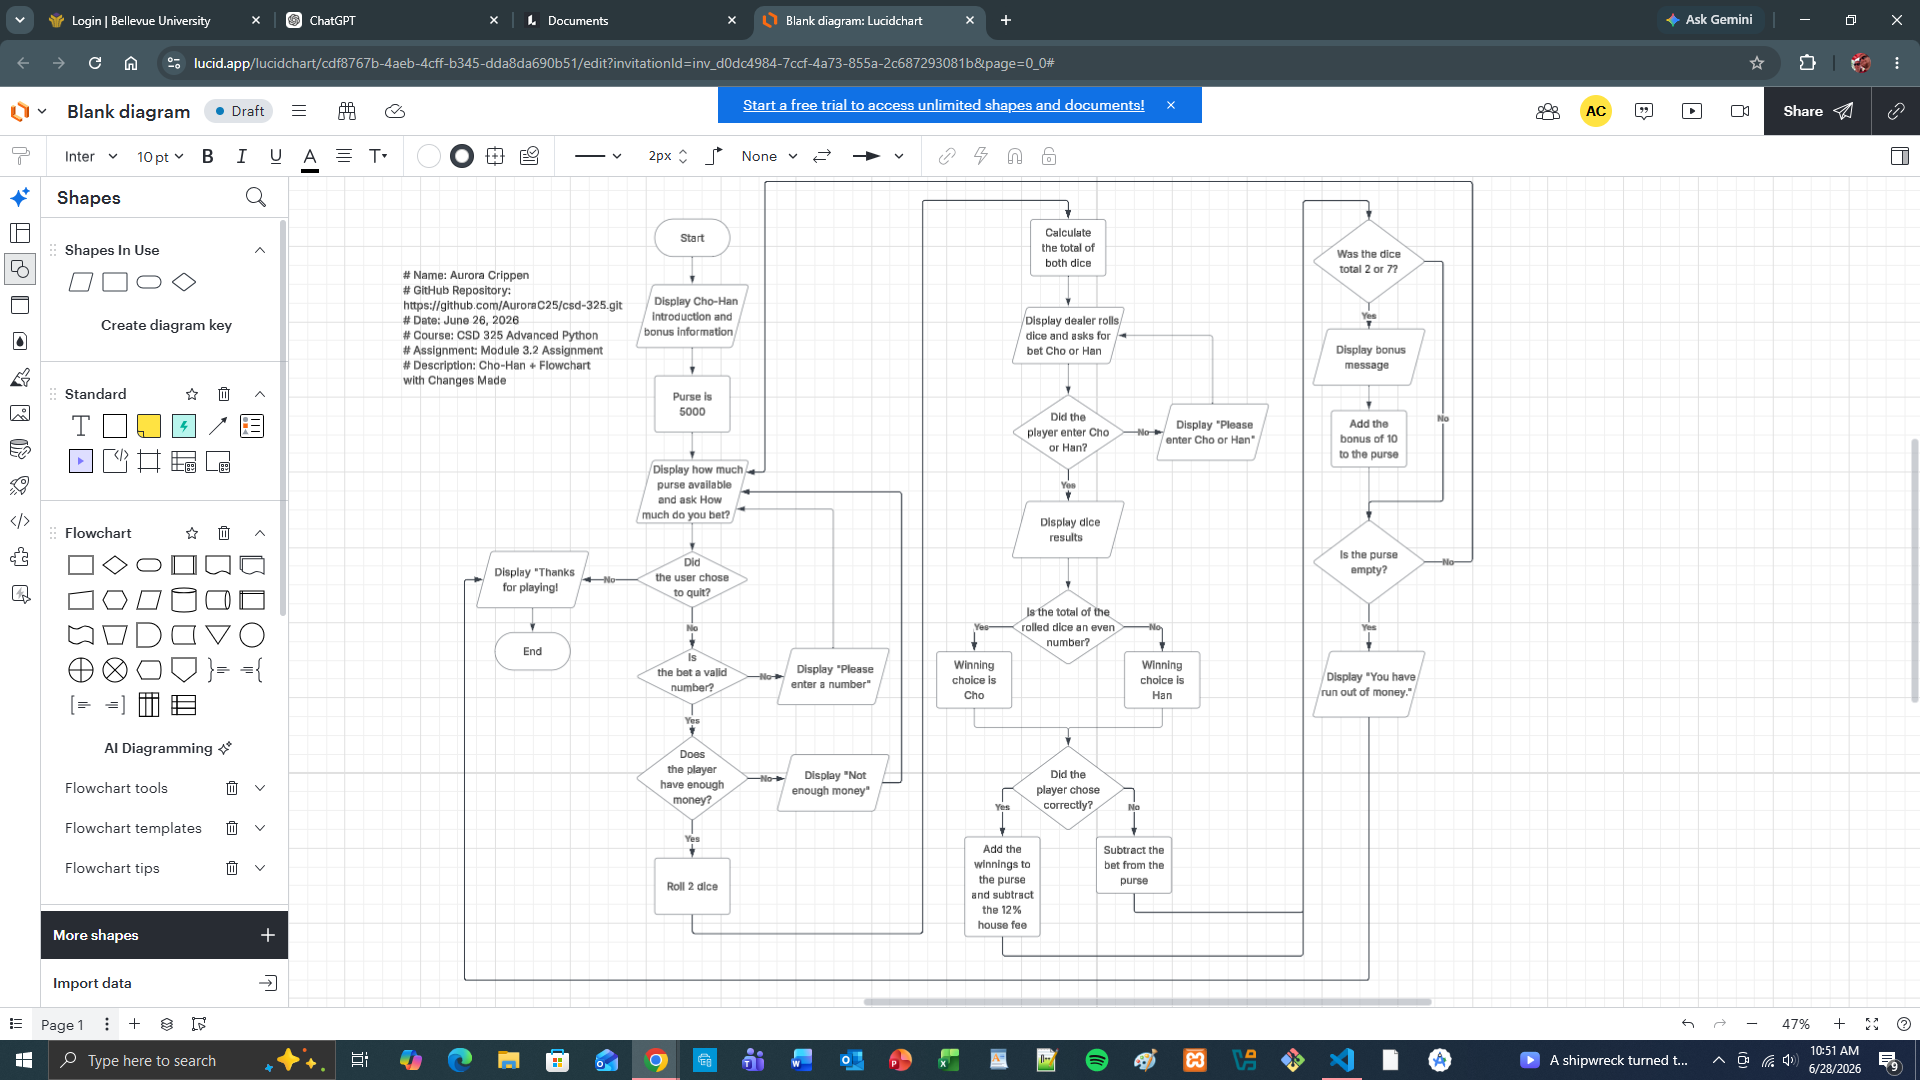 Login | Bellevue University
ChatGPT
Documents
Blank diagram: Lucidchart
Ask Gemini
lucid.app/lucidchart/cdf8767b-4aeb-4cff-b345-dda8da690b51/edit?invitationId=inv_d0dc4984-7ccf-4a73-855a-2c687293081b&page=0_0#
Blank diagram
Draft
Start a free trial to access unlimited shapes and documents!
AC
Share
Inter
10 pt
B
I
U
A
T
2px
None
Shapes
Shapes In Use
Create diagram key
Standard
Flowchart
AI Diagramming
Flowchart tools
Flowchart templates
Flowchart tips
More shapes
Import data
# Name: Aurora Crippen
# GitHub Repository:
https://github.com/AuroraC25/csd-325.git
# Date: June 26, 2026
# Course: CSD 325 Advanced Python
# Assignment: Module 3.2 Assignment
# Description: Cho-Han + Flowchart
with Changes Made
Start
Display Cho-Han
introduction and
bonus information
Purse is
5000
Display how much
purse available
and ask How
much do you bet?
Did
the user chose
to quit?
No
Display "Thanks
for playing!
End
No
Is
the bet a valid
number?
No
Display "Please
enter a number"
Yes
Does
the player
have enough
money?
No
Display "Not
enough money"
Yes
Roll 2 dice
Calculate
the total of
both dice
Display dealer rolls
dice and asks for
bet Cho or Han
Did the
player enter Cho
or Han?
No
Display "Please
enter Cho or Han"
Yes
Display dice
results
Is the total of the
rolled dice an even
number?
Yes
No
Winning
choice is
Cho
Winning
choice is
Han
Did the
player chose
correctly?
Yes
No
Add the
winnings to
the purse
and subtract
the 12%
house fee
Subtract the
bet from the
purse
Was the dice
total 2 or 7?
Yes
Display bonus
message
No
Add the
bonus of 10
to the purse
Is the purse
empty?
No
Yes
Display "You have
run out of money."
Page 1
47%
Type here to search
A shipwreck turned t...
10:51 AM
6/28/2026
9